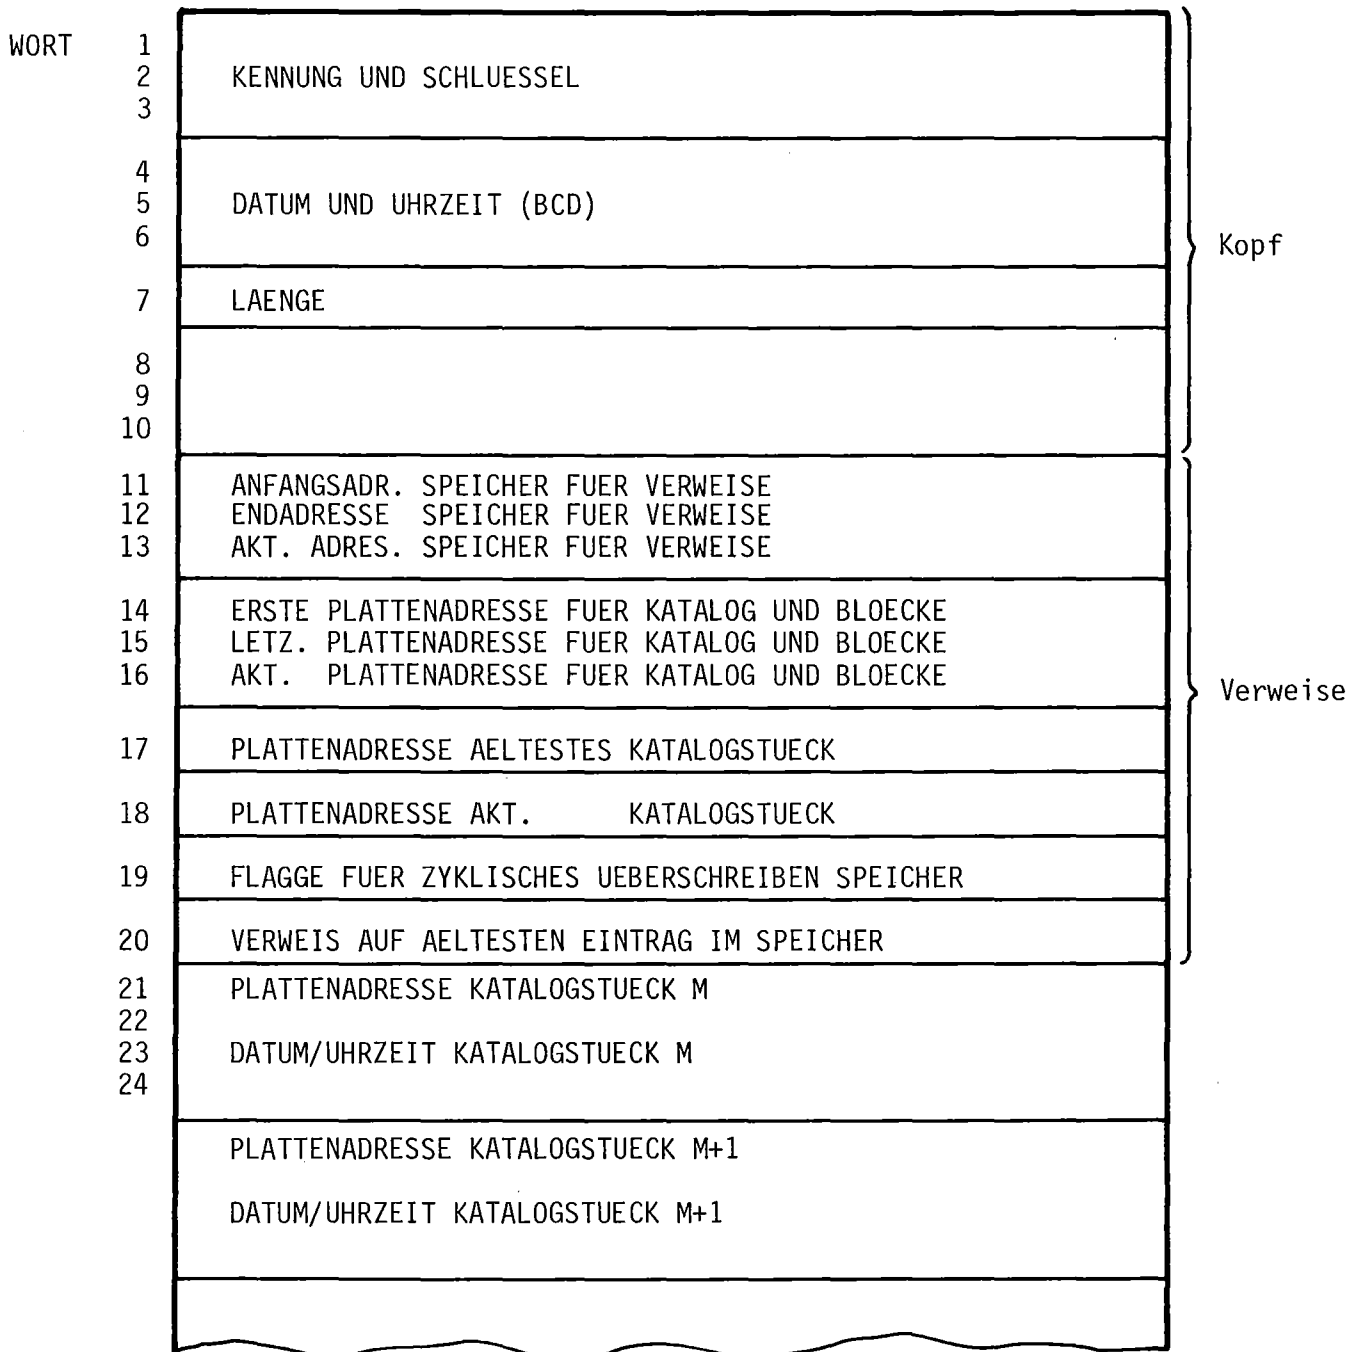 WORT 1
2 KENNUNG UND SCHLUESSEL
3
4
5 DATUM UND UHRZEIT (BCD)
6
Kopf
7 LAENGE
8
9
10
11 ANFANGSADR. SPEICHER FUER VERWEISE
12 ENDADRESSE SPEICHER FUER VERWEISE
13 AKT. ADRES. SPEICHER FUER VERWEISE
14 ERSTE PLATTENADRESSE FUER KATALOG UND BLOECKE
15 LETZ. PLATTENADRESSE FUER KATALOG UND BLOECKE
16 AKT. PLATTENADRESSE FUER KATALOG UND BLOECKE
Verweise
17 PLATTENADRESSE AELTESTES KATALOGSTUECK
18 PLATTENADRESSE AKT. KATALOGSTUECK
19 FLAGGE FUER ZYKLISCHES UEBERSCHREIBEN SPEICHER
20 VERWEIS AUF AELTESTEN EINTRAG IM SPEICHER
21 PLATTENADRESSE KATALOGSTUECK M
22
23 DATUM/UHRZEIT KATALOGSTUECK M
24
PLATTENADRESSE KATALOGSTUECK M+1
DATUM/UHRZEIT KATALOGSTUECK M+1